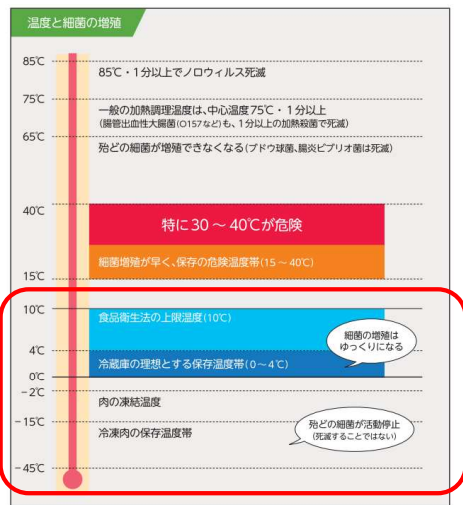 温度と細菌の増殖
85℃
85℃・1分以上でノロウィルス死滅
75℃
一般の加熱調理温度は、中心温度75℃・1分以上
(腸管出血性大腸菌(O157など)も、1分以上の加熱殺菌で死滅)
65℃
殆どの細菌が増殖できなくなる(ブドウ球菌、腸炎ビブリオ菌は死滅)
40℃
特に30～40℃が危険
細菌増殖が早く、保存の危険温度帯(15～40℃)
15℃
10℃
食品衛生法の上限温度(10℃)
細菌の増殖は
ゆっくりになる
4℃
冷蔵庫の理想とする保存温度帯(0～4℃)
0℃
−2℃
肉の凍結温度
−15℃
冷凍肉の保存温度帯
殆どの細菌が活動停止
(死滅することではない)
−45℃